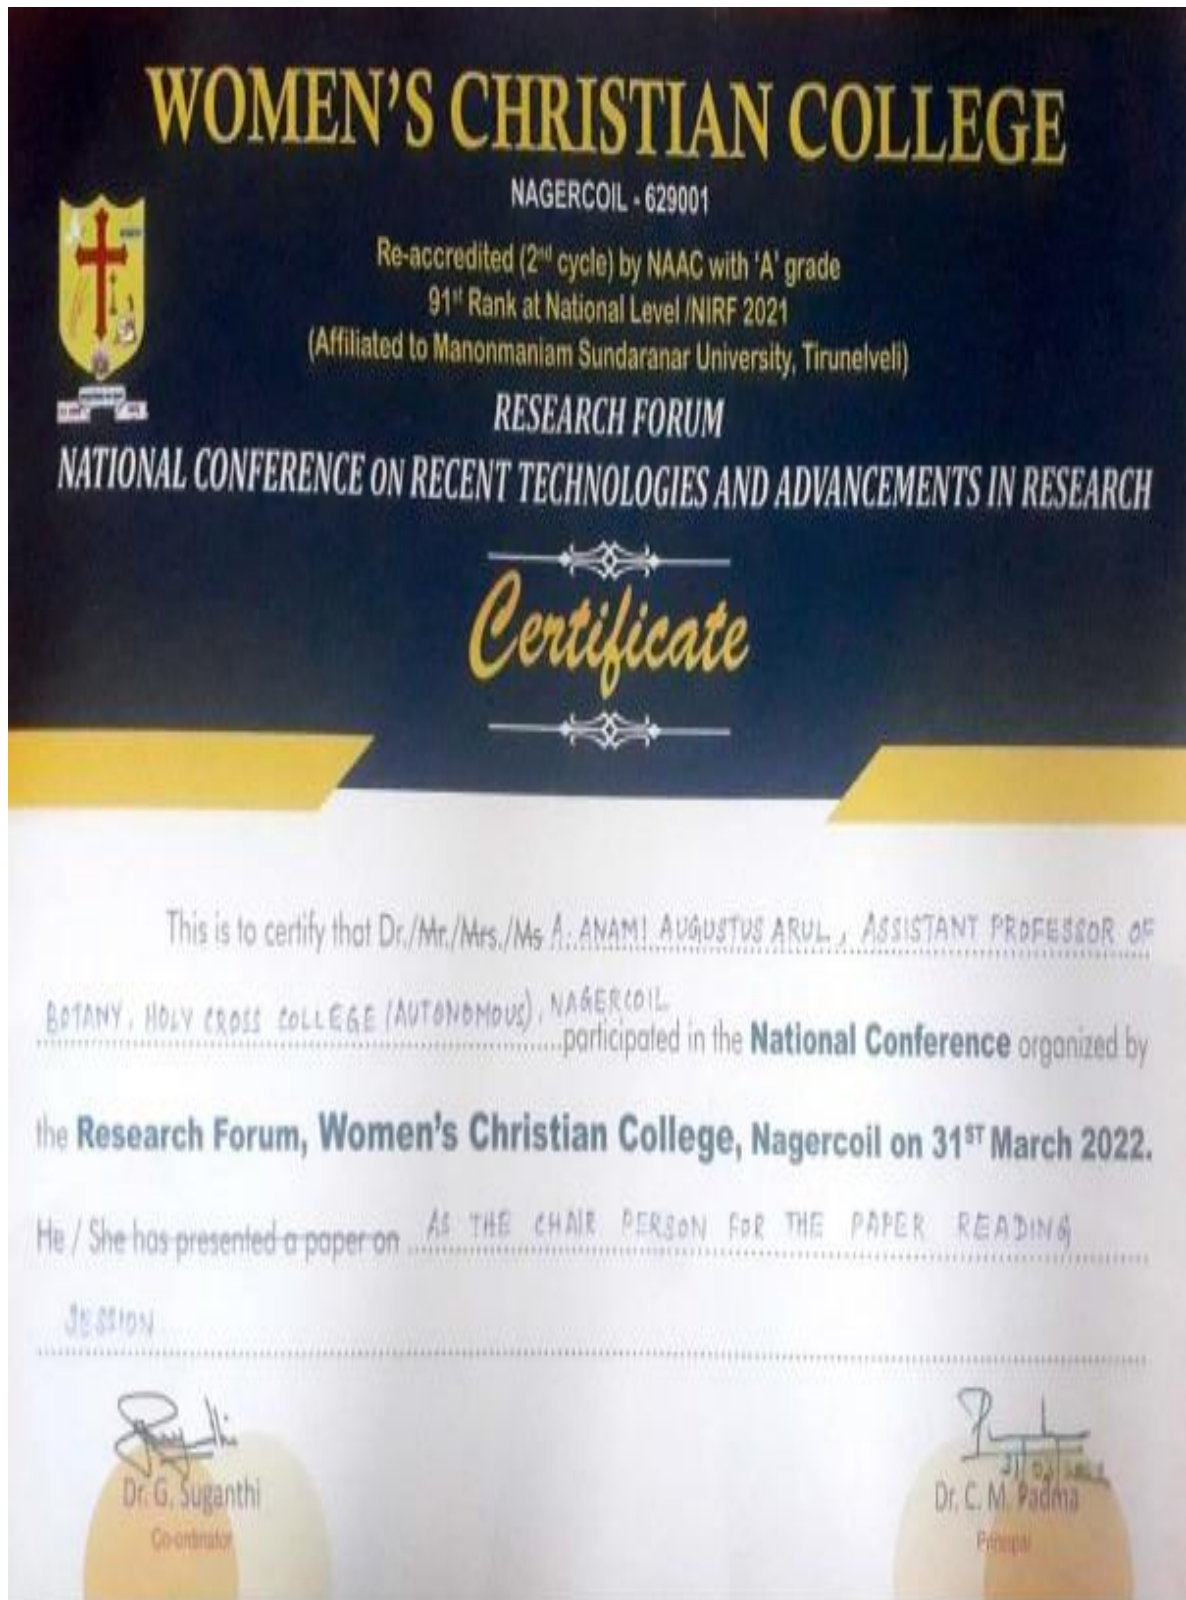 WOMEN'S CHRISTIAN COLLEGE
NAGERCOIL - 629001
Re-accredited (2nd cycle) by NAAC with 'A' grade
91st Rank at National Level /NIRF 2021
(Affiliated to Manonmaniam Sundaranar University, Tirunelveli)
RESEARCH FORUM
NATIONAL CONFERENCE ON RECENT TECHNOLOGIES AND ADVANCEMENTS IN RESEARCH
Certificate
This is to certify that Dr./Mr./Mrs./Ms A. ANAMI AUGUSTUS ARUL, ASSISTANT PROFESSOR OF
BOTANY, HOLY CROSS COLLEGE (AUTONOMOUS), NAGERCOIL participated in the National Conference organized by
the Research Forum, Women's Christian College, Nagercoil on 31ST March 2022.
He / She has presented a paper on AS THE CHAIR PERSON FOR THE PAPER READING
SESSION
Dr. G. Suganthi
Co-ordinator
Dr. C. M. Padma
Principal